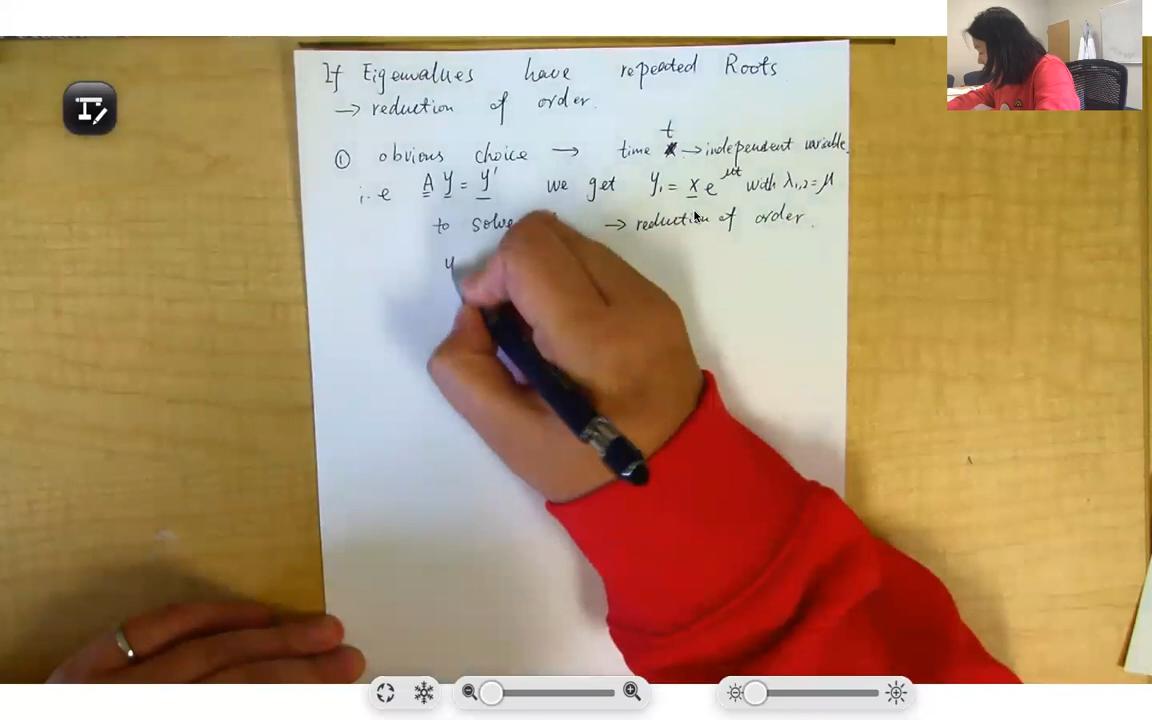 If Eigenvalues have repeated Roots
→ reduction of order.
① obvious choice → time t → independent variable.
i.e A y = y' we get y₁ = x e^μt with λ₁,₂ = μ
to solve → reduction of order.
y